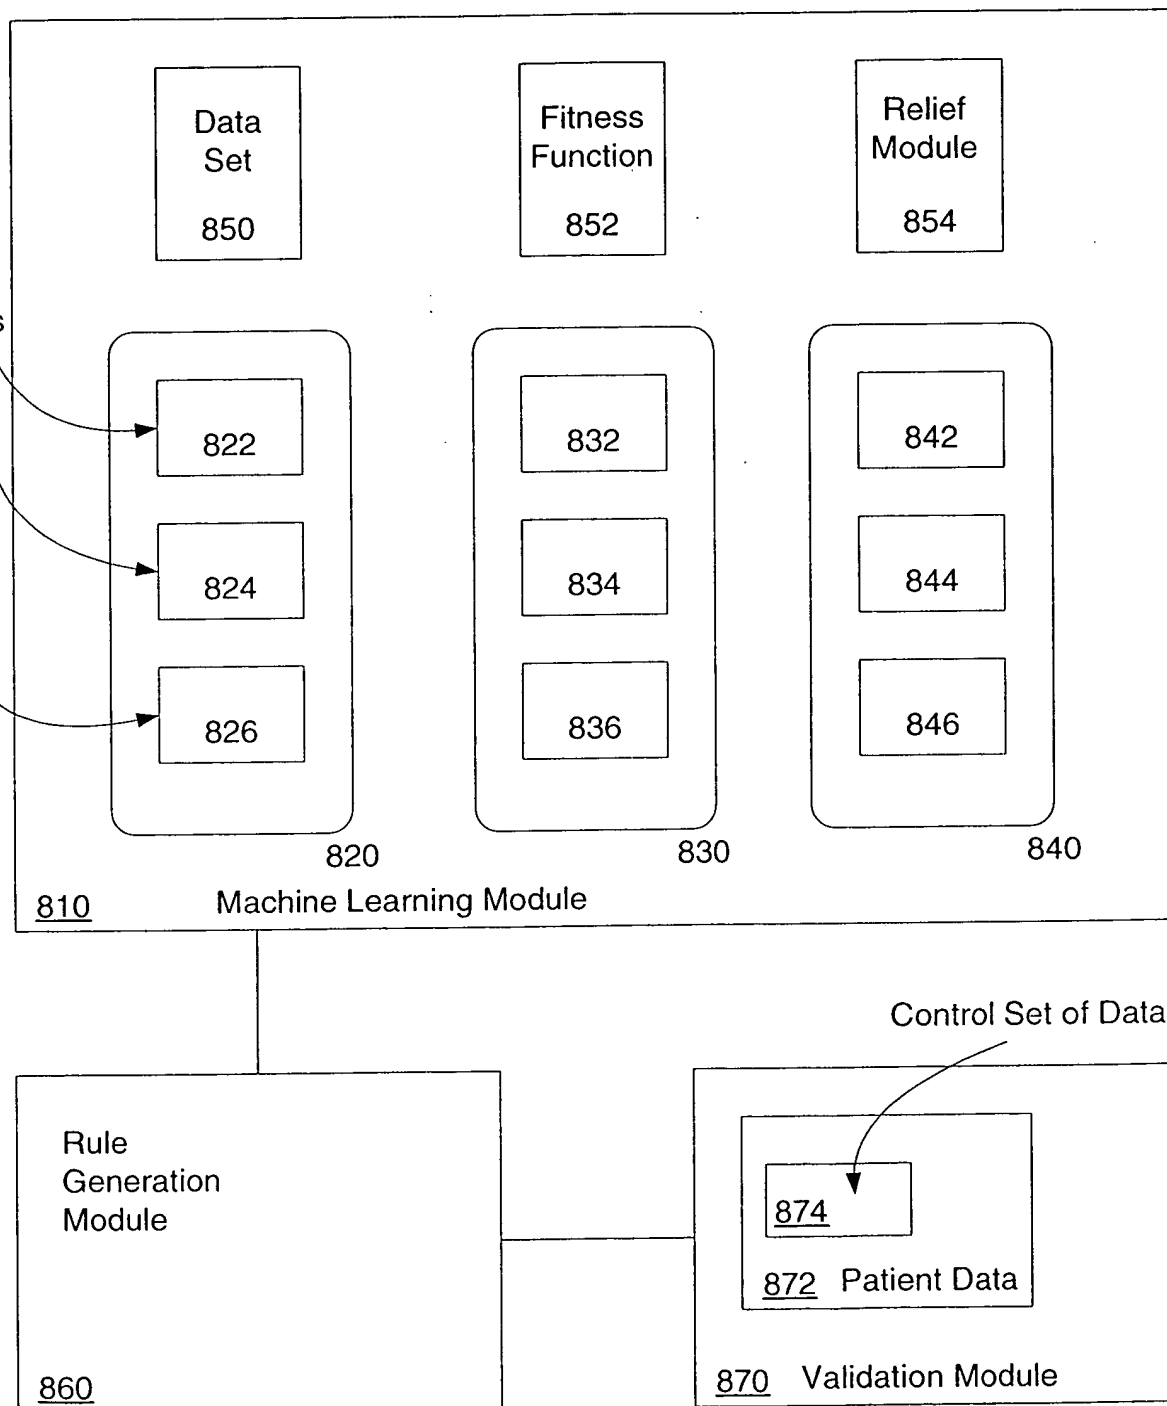 Data
Set
850
Fitness
Function
852
Relief
Module
854
s
822
824
826
820
832
834
836
830
842
844
846
840
810 Machine Learning Module
Control Set of Data
Rule
Generation
Module
860
874
872 Patient Data
870 Validation Module